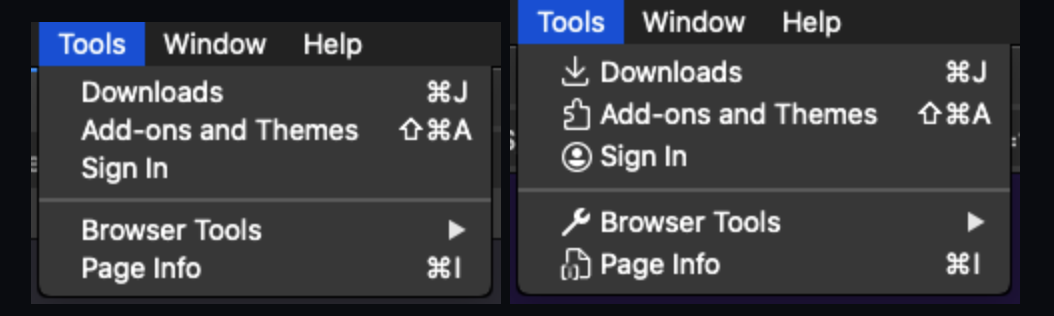 Tools Window Help
Downloads ⌘J
Add-ons and Themes ⇧⌘A
Sign In
Browser Tools ▶
Page Info ⌘I
Tools Window Help
Downloads ⌘J
Add-ons and Themes ⇧⌘A
Sign In
Browser Tools ▶
Page Info ⌘I